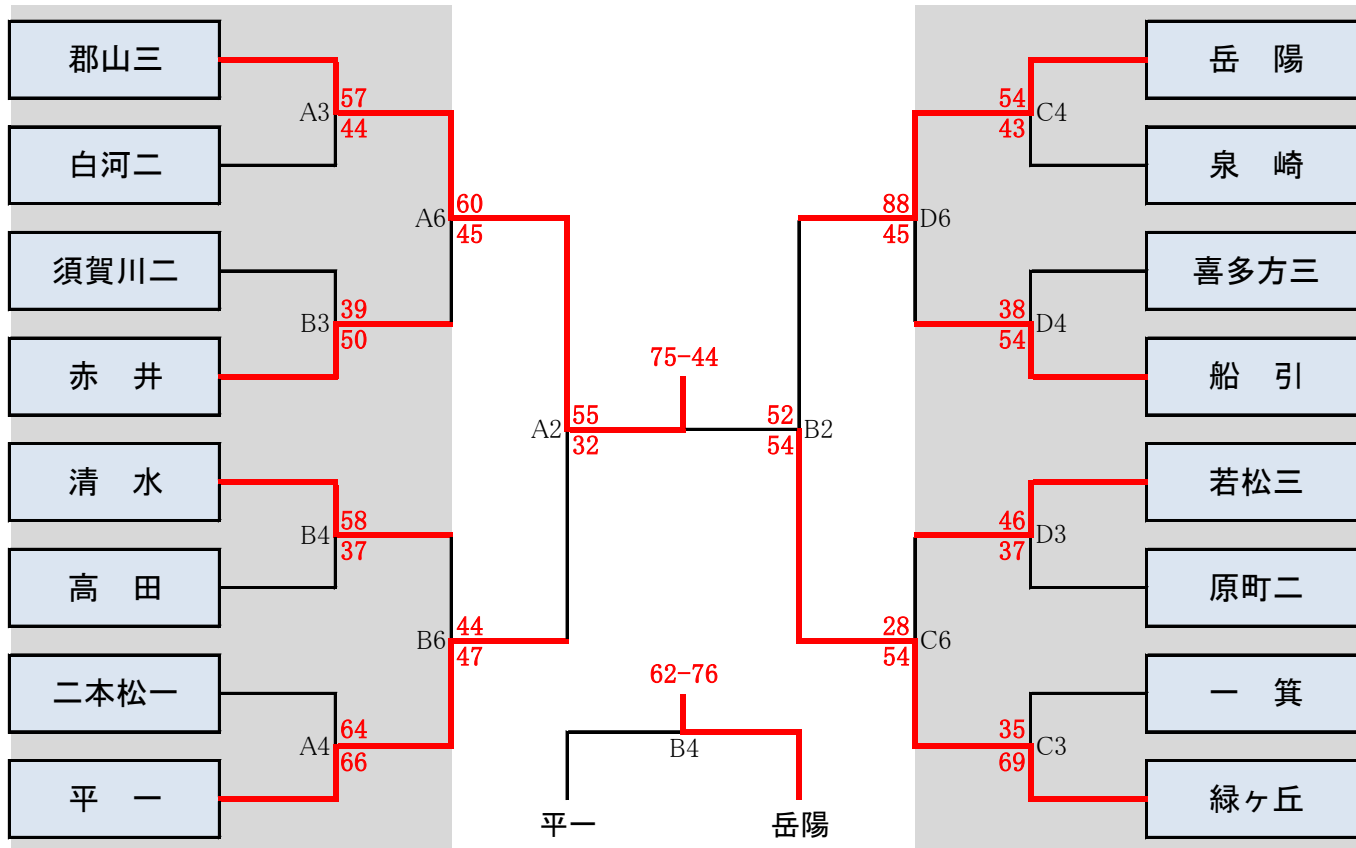 郡山三
白河二
須賀川二
赤　井
清　水
高　田
二本松一
平　一
A3
57
44
B3
39
50
B4
58
37
A4
64
66
A6
60
45
B6
44
47
A2
55
32
75-44
52
54
B2
62-76
B4
平一
岳陽
88
45
D6
28
54
C6
54
43
C4
38
54
D4
46
37
D3
35
69
C3
岳　陽
泉　崎
喜多方三
船　引
若松三
原町二
一　箕
緑ヶ丘